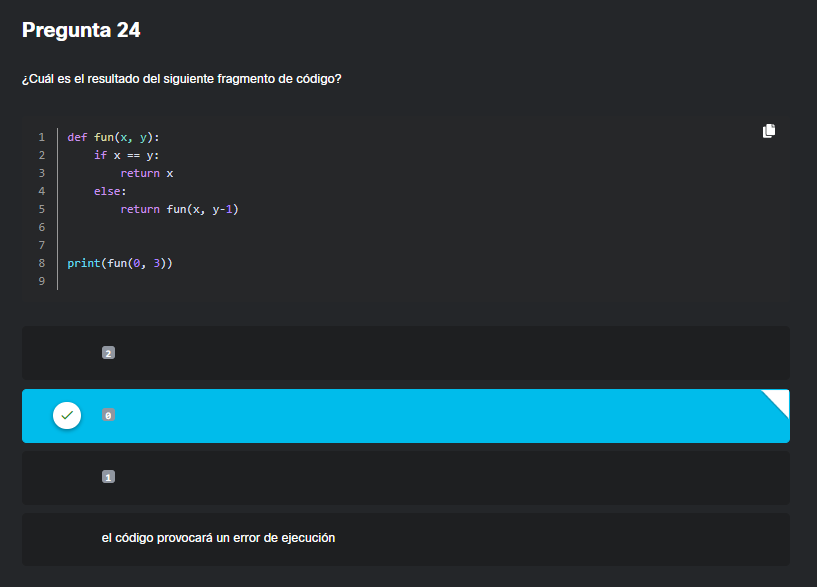 Pregunta 24
¿Cuál es el resultado del siguiente fragmento de código?
1 def fun(x, y):
2     if x == y:
3         return x
4     else:
5         return fun(x, y-1)
6
7
8 print(fun(0, 3))
9
2
0
1
el código provocará un error de ejecución